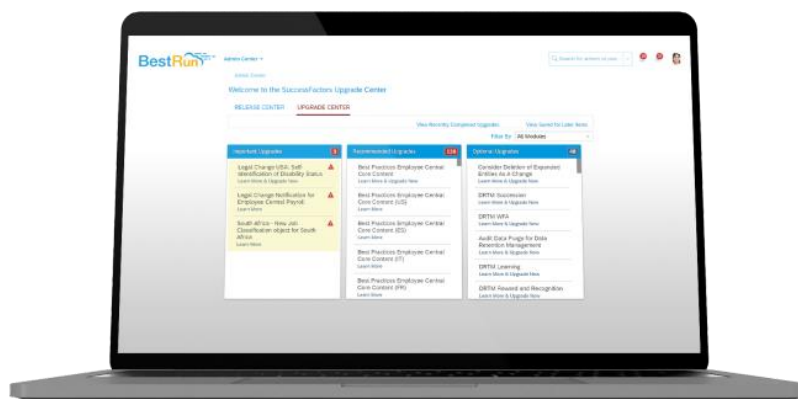 BestRun
Admin Center
Search for actions or people
Admin Center
Welcome to the SuccessFactors Upgrade Center
RELEASE CENTER UPGRADE CENTER
View Recently Completed Upgrades View Saved for Later Items
Filter By All Modules
Important Upgrades 3
Legal Change USA: Self-
Identification of Disability Status
Learn More & Upgrade Now
Legal Change Notification for
Employee Central Payroll
Learn More
South Africa - New Job
Classification object for South
Africa
Learn More
Recommended Upgrades
Best Practices Employee Central
Core Content
Learn More & Upgrade Now
Best Practices Employee Central
Core Content (US)
Learn More
Best Practices Employee Central
Core Content (ES)
Learn More
Best Practices Employee Central
Core Content (IT)
Learn More
Best Practices Employee Central
Core Content (FR)
Learn More
Optional Upgrades 48
Consider Deletion of Expanded
Entities As A Change
Learn More & Upgrade Now
DRTM Succession
Learn More & Upgrade Now
DRTM WFA
Learn More & Upgrade Now
Audit Data Purge for Data
Retention Management
Learn More & Upgrade Now
DRTM Learning
Learn More & Upgrade Now
DRTM Reward and Recognition
Learn More & Upgrade Now